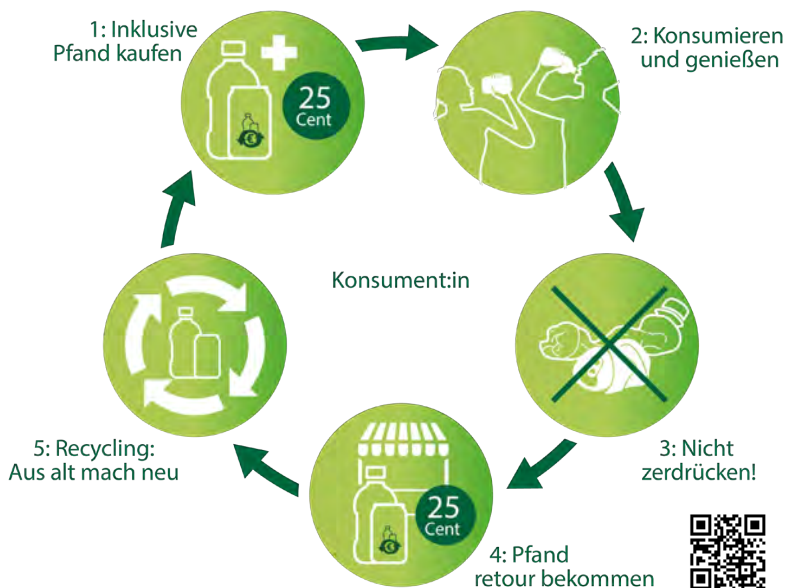 1: Inklusive
Pfand kaufen
25
Cent
€
2: Konsumieren
und genießen
Konsument:in
3: Nicht
zerdrücken!
4: Pfand
retour bekommen
25
Cent
€
5: Recycling:
Aus alt mach neu